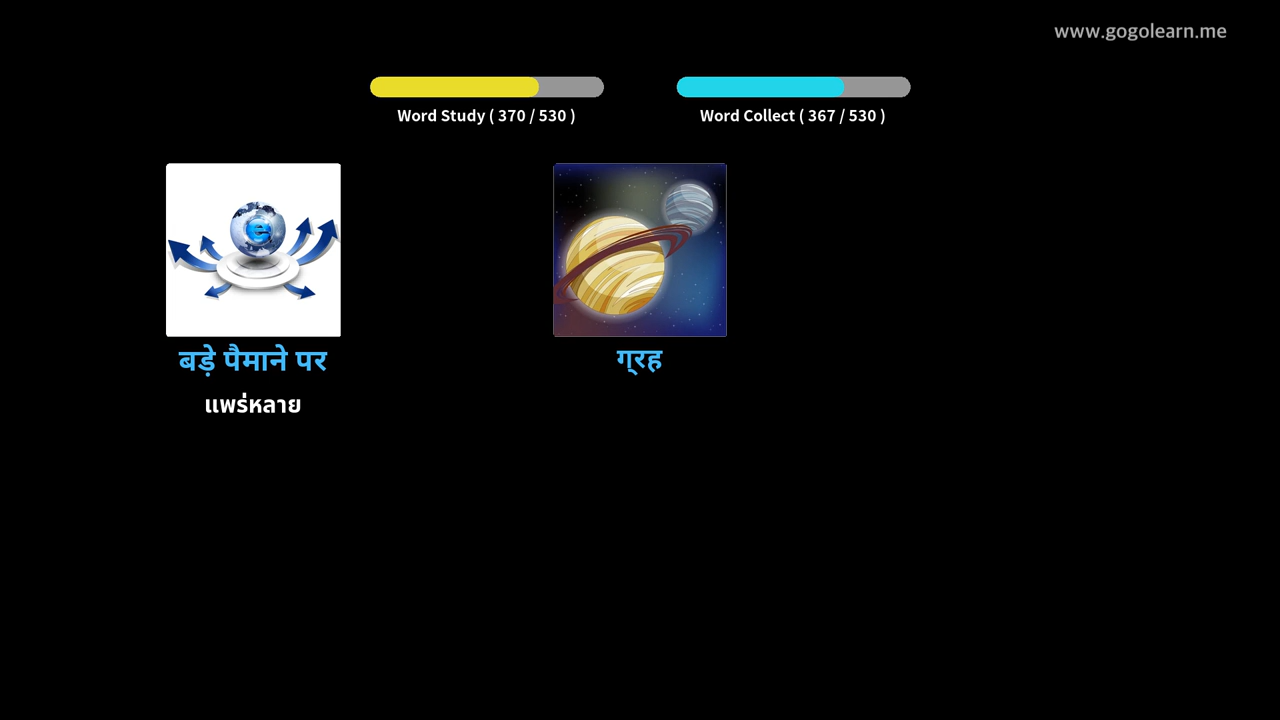 www.gogolearn.me
Word Study ( 370 / 530 )
Word Collect ( 367 / 530 )
e
बड़े पैमाने पर
ग्रह
แพร่หลาย